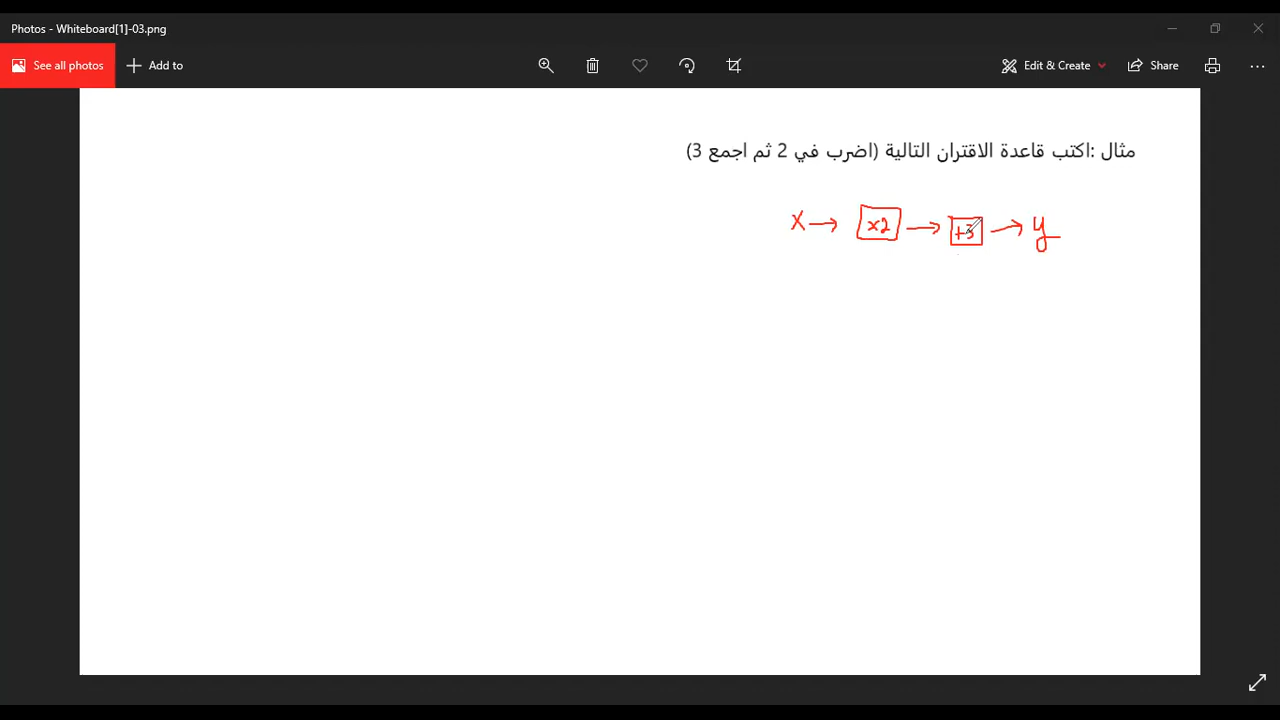 Photos - Whiteboard[1]-03.png
See all photos
Add to
Edit & Create
Share
مثال :اكتب قاعدة الاقتران التالية (اضرب في 2 ثم اجمع 3)
x → x2 → +3 → y